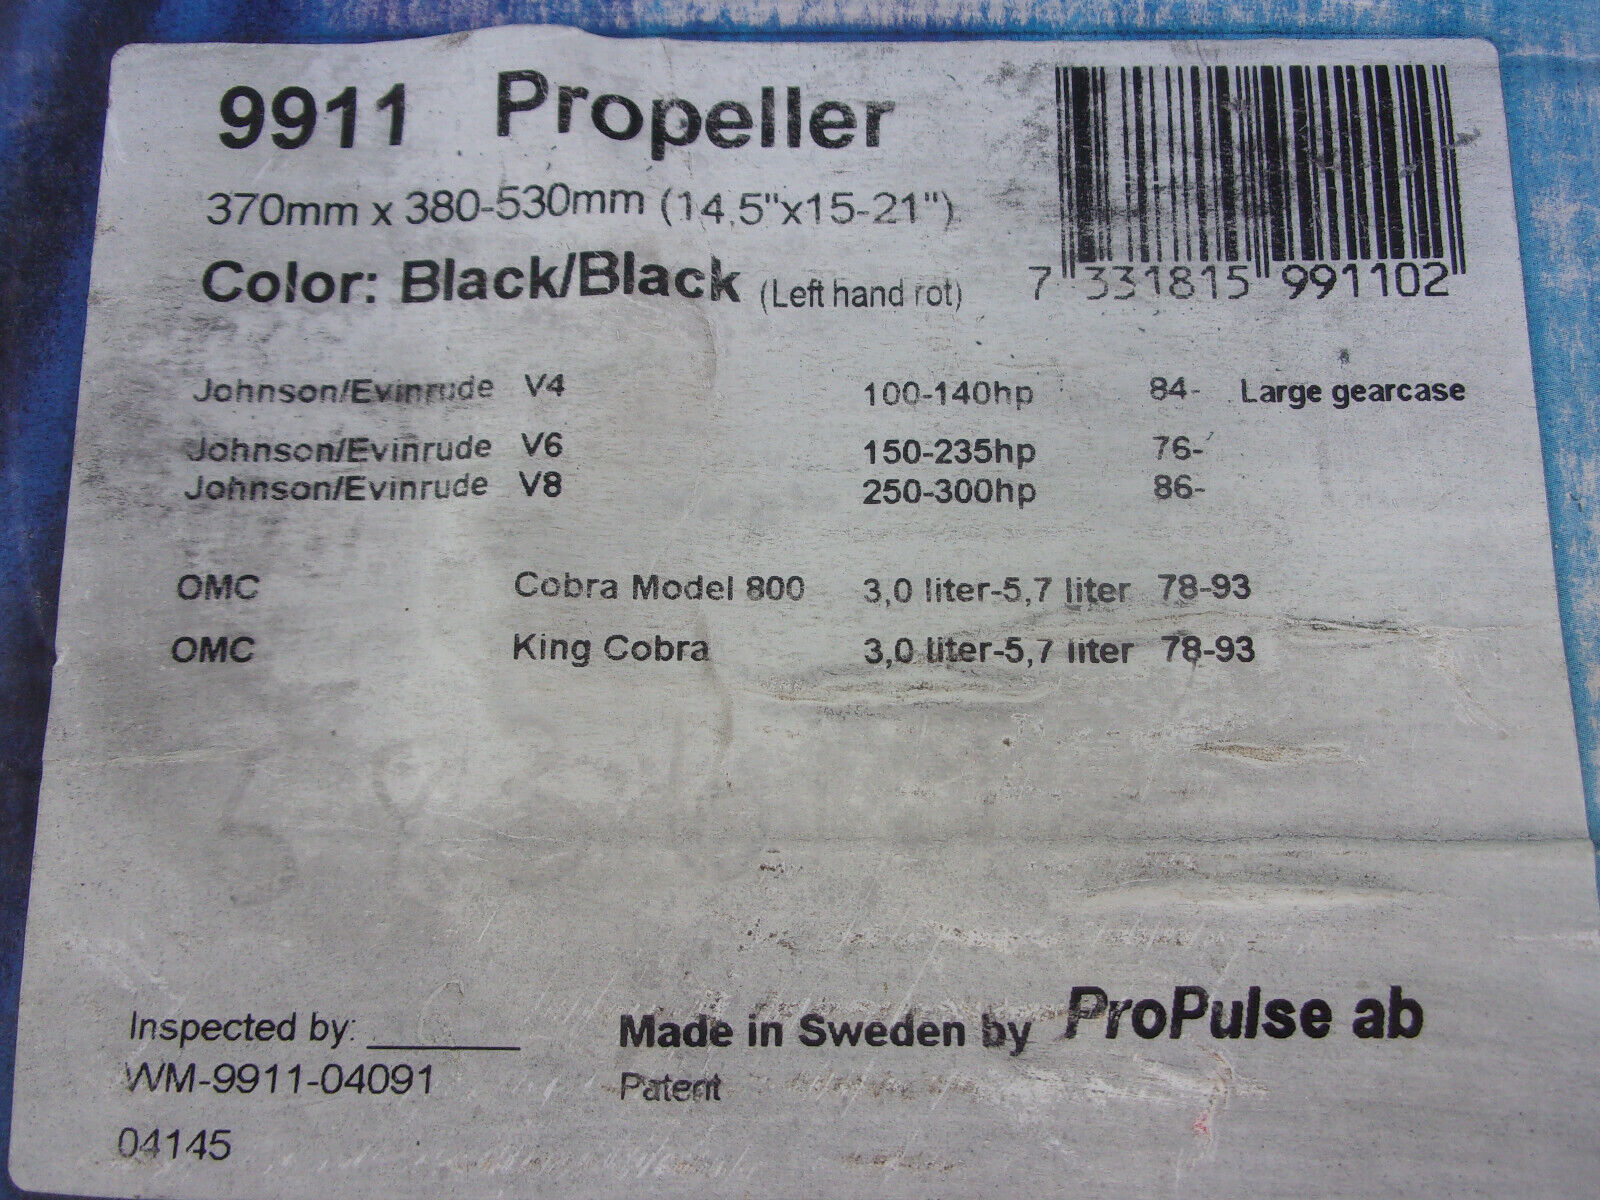 9911 Propeller
370mm x 380-530mm (14,5"x15-21")
Color: Black/Black (Left hand rot)
7 331815 991102
Johnson/Evinrude V4 100-140hp 84- Large gearcase
Johnson/Evinrude V6 150-235hp 76-
Johnson/Evinrude V8 250-300hp 86-
OMC Cobra Model 800 3,0 liter-5,7 liter 78-93
OMC King Cobra 3,0 liter-5,7 liter 78-93
Inspected by: _______
Made in Sweden by ProPulse ab
WM-9911-04091
Patent
04145